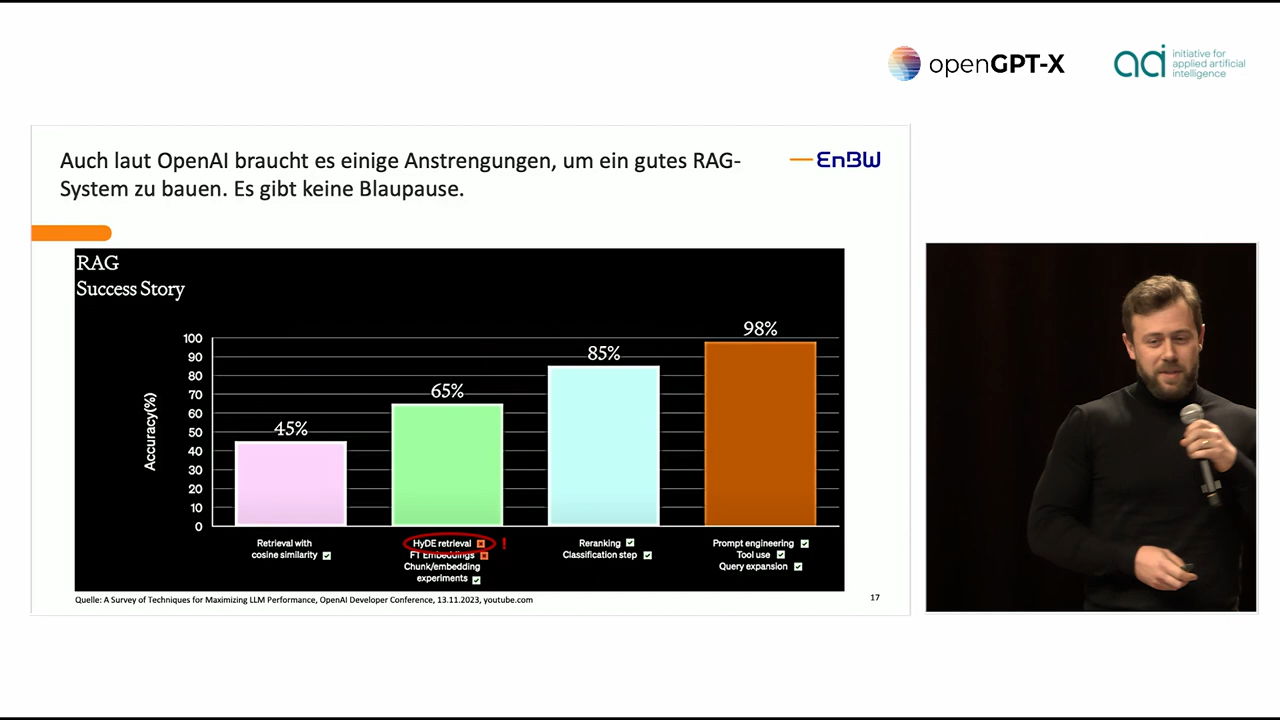 openGPT-X
aai initiative for
applied artificial
intelligence
Auch laut OpenAI braucht es einige Anstrengungen, um ein gutes RAG-
System zu bauen. Es gibt keine Blaupause.
EnBW
RAG
Success Story
Accuracy(%)
100
90
80
70
60
50
40
30
20
10
0
45%
65%
85%
98%
Retrieval with
cosine similarity
HyDE retrieval !
FT Embeddings
Chunk/embedding
experiments
Reranking
Classification step
Prompt engineering
Tool use
Query expansion
Quelle: A Survey of Techniques for Maximizing LLM Performance, OpenAI Developer Conference, 13.11.2023, youtube.com
17